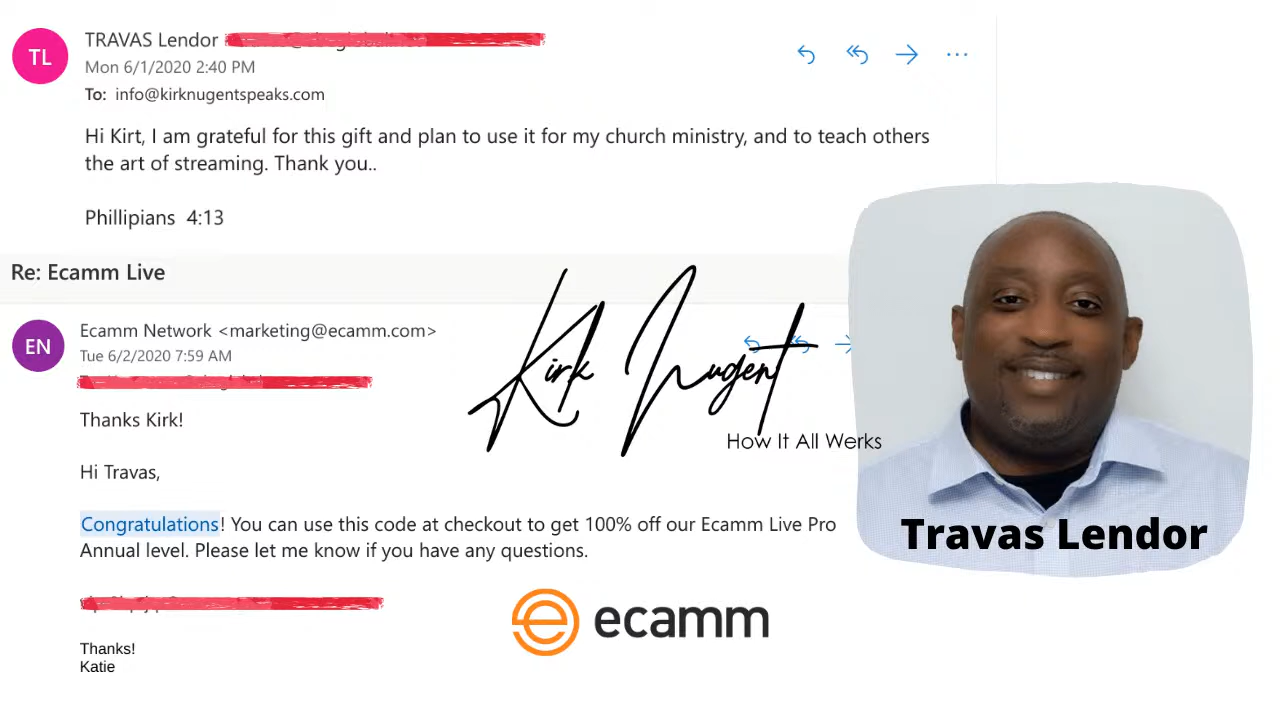 TL
TRAVAS Lendor
Mon 6/1/2020 2:40 PM
To: info@kirknugentspeaks.com
Hi Kirt, I am grateful for this gift and plan to use it for my church ministry, and to teach others
the art of streaming. Thank you..
Phillipians 4:13
Re: Ecamm Live
EN
Ecamm Network <marketing@ecamm.com>
Tue 6/2/2020 7:59 AM
Thanks Kirk!
Hi Travas,
Congratulations! You can use this code at checkout to get 100% off our Ecamm Live Pro
Annual level. Please let me know if you have any questions.
Thanks!
Katie
Kirk Nugent
How It All Werks
Travas Lendor
ecamm